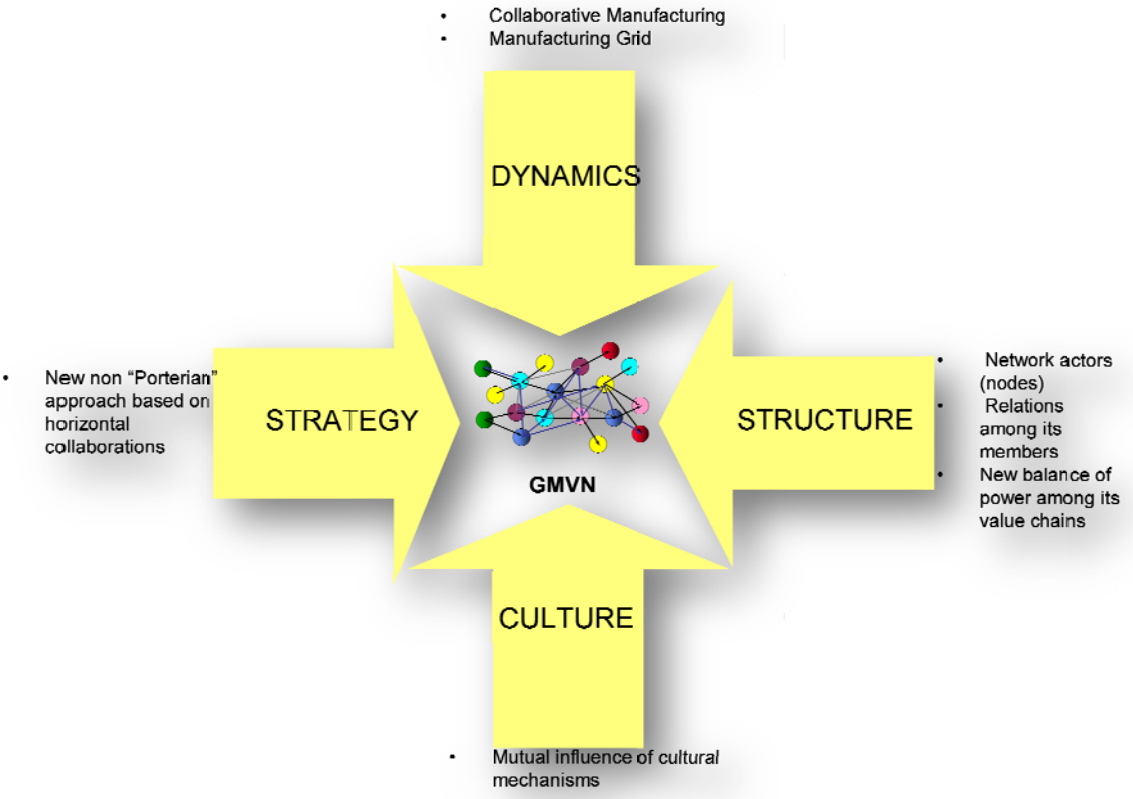 • Collaborative Manufacturing
• Manufacturing Grid
DYNAMICS
• New non “Porterian”
approach based on
horizontal
collaborations
STRATEGY
GMVN
STRUCTURE
• Network actors
(nodes)
• Relations
among its
members
• New balance of
power among its
value chains
CULTURE
• Mutual influence of cultural
mechanisms